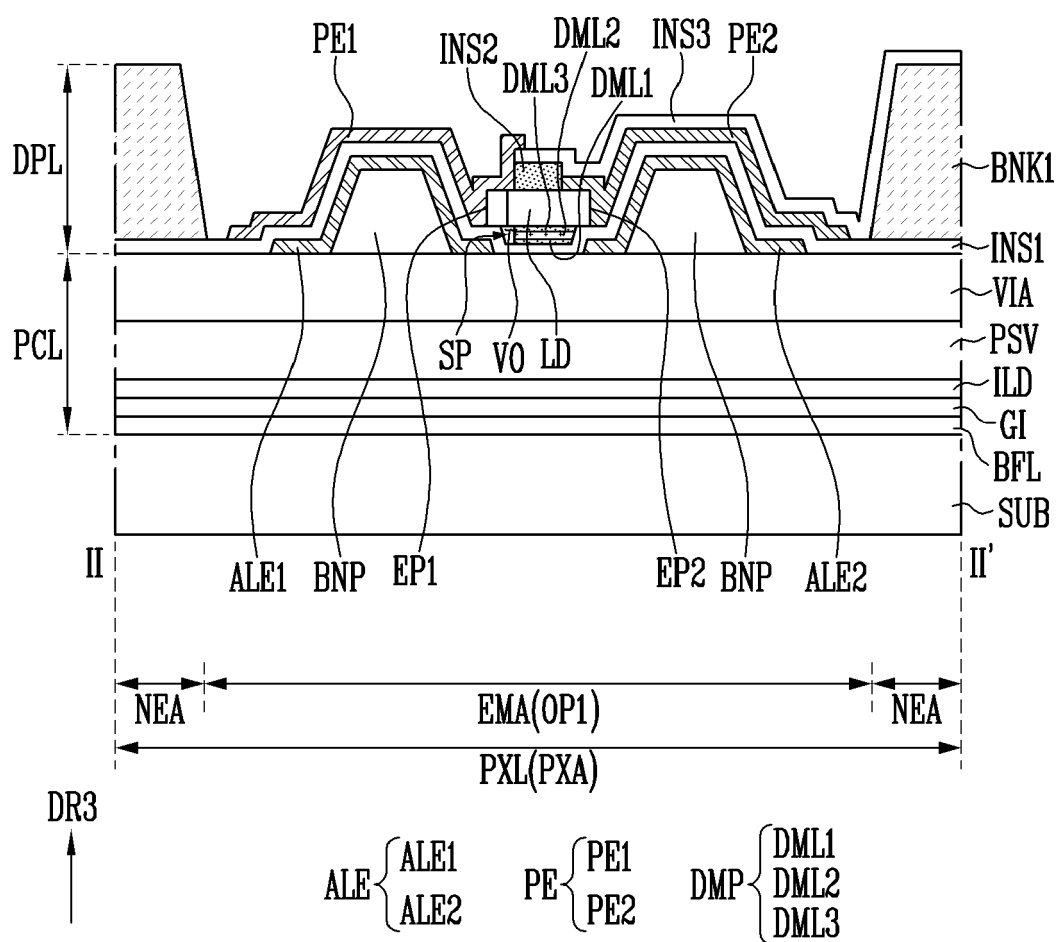 PE1 INS2 DML2 INS3 PE2
DML3 DML1
DPL
BNK1
INS1
VIA
PCL
PSV
SP V0 LD
ILD
GI
BFL
SUB
II II'
ALE1 BNP EP1 EP2 BNP ALE2
NEA EMA(OP1) NEA
PXL(PXA)
DR3
ALE { ALE1
ALE2
PE { PE1
PE2
DMP { DML1
DML2
DML3